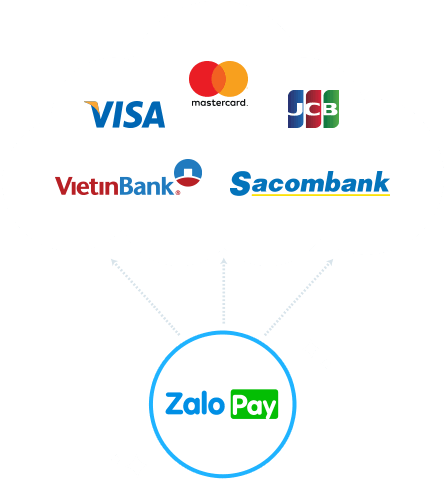 VISA
mastercard.
JCB
VietinBank®
Sacombank
Zalo Pay